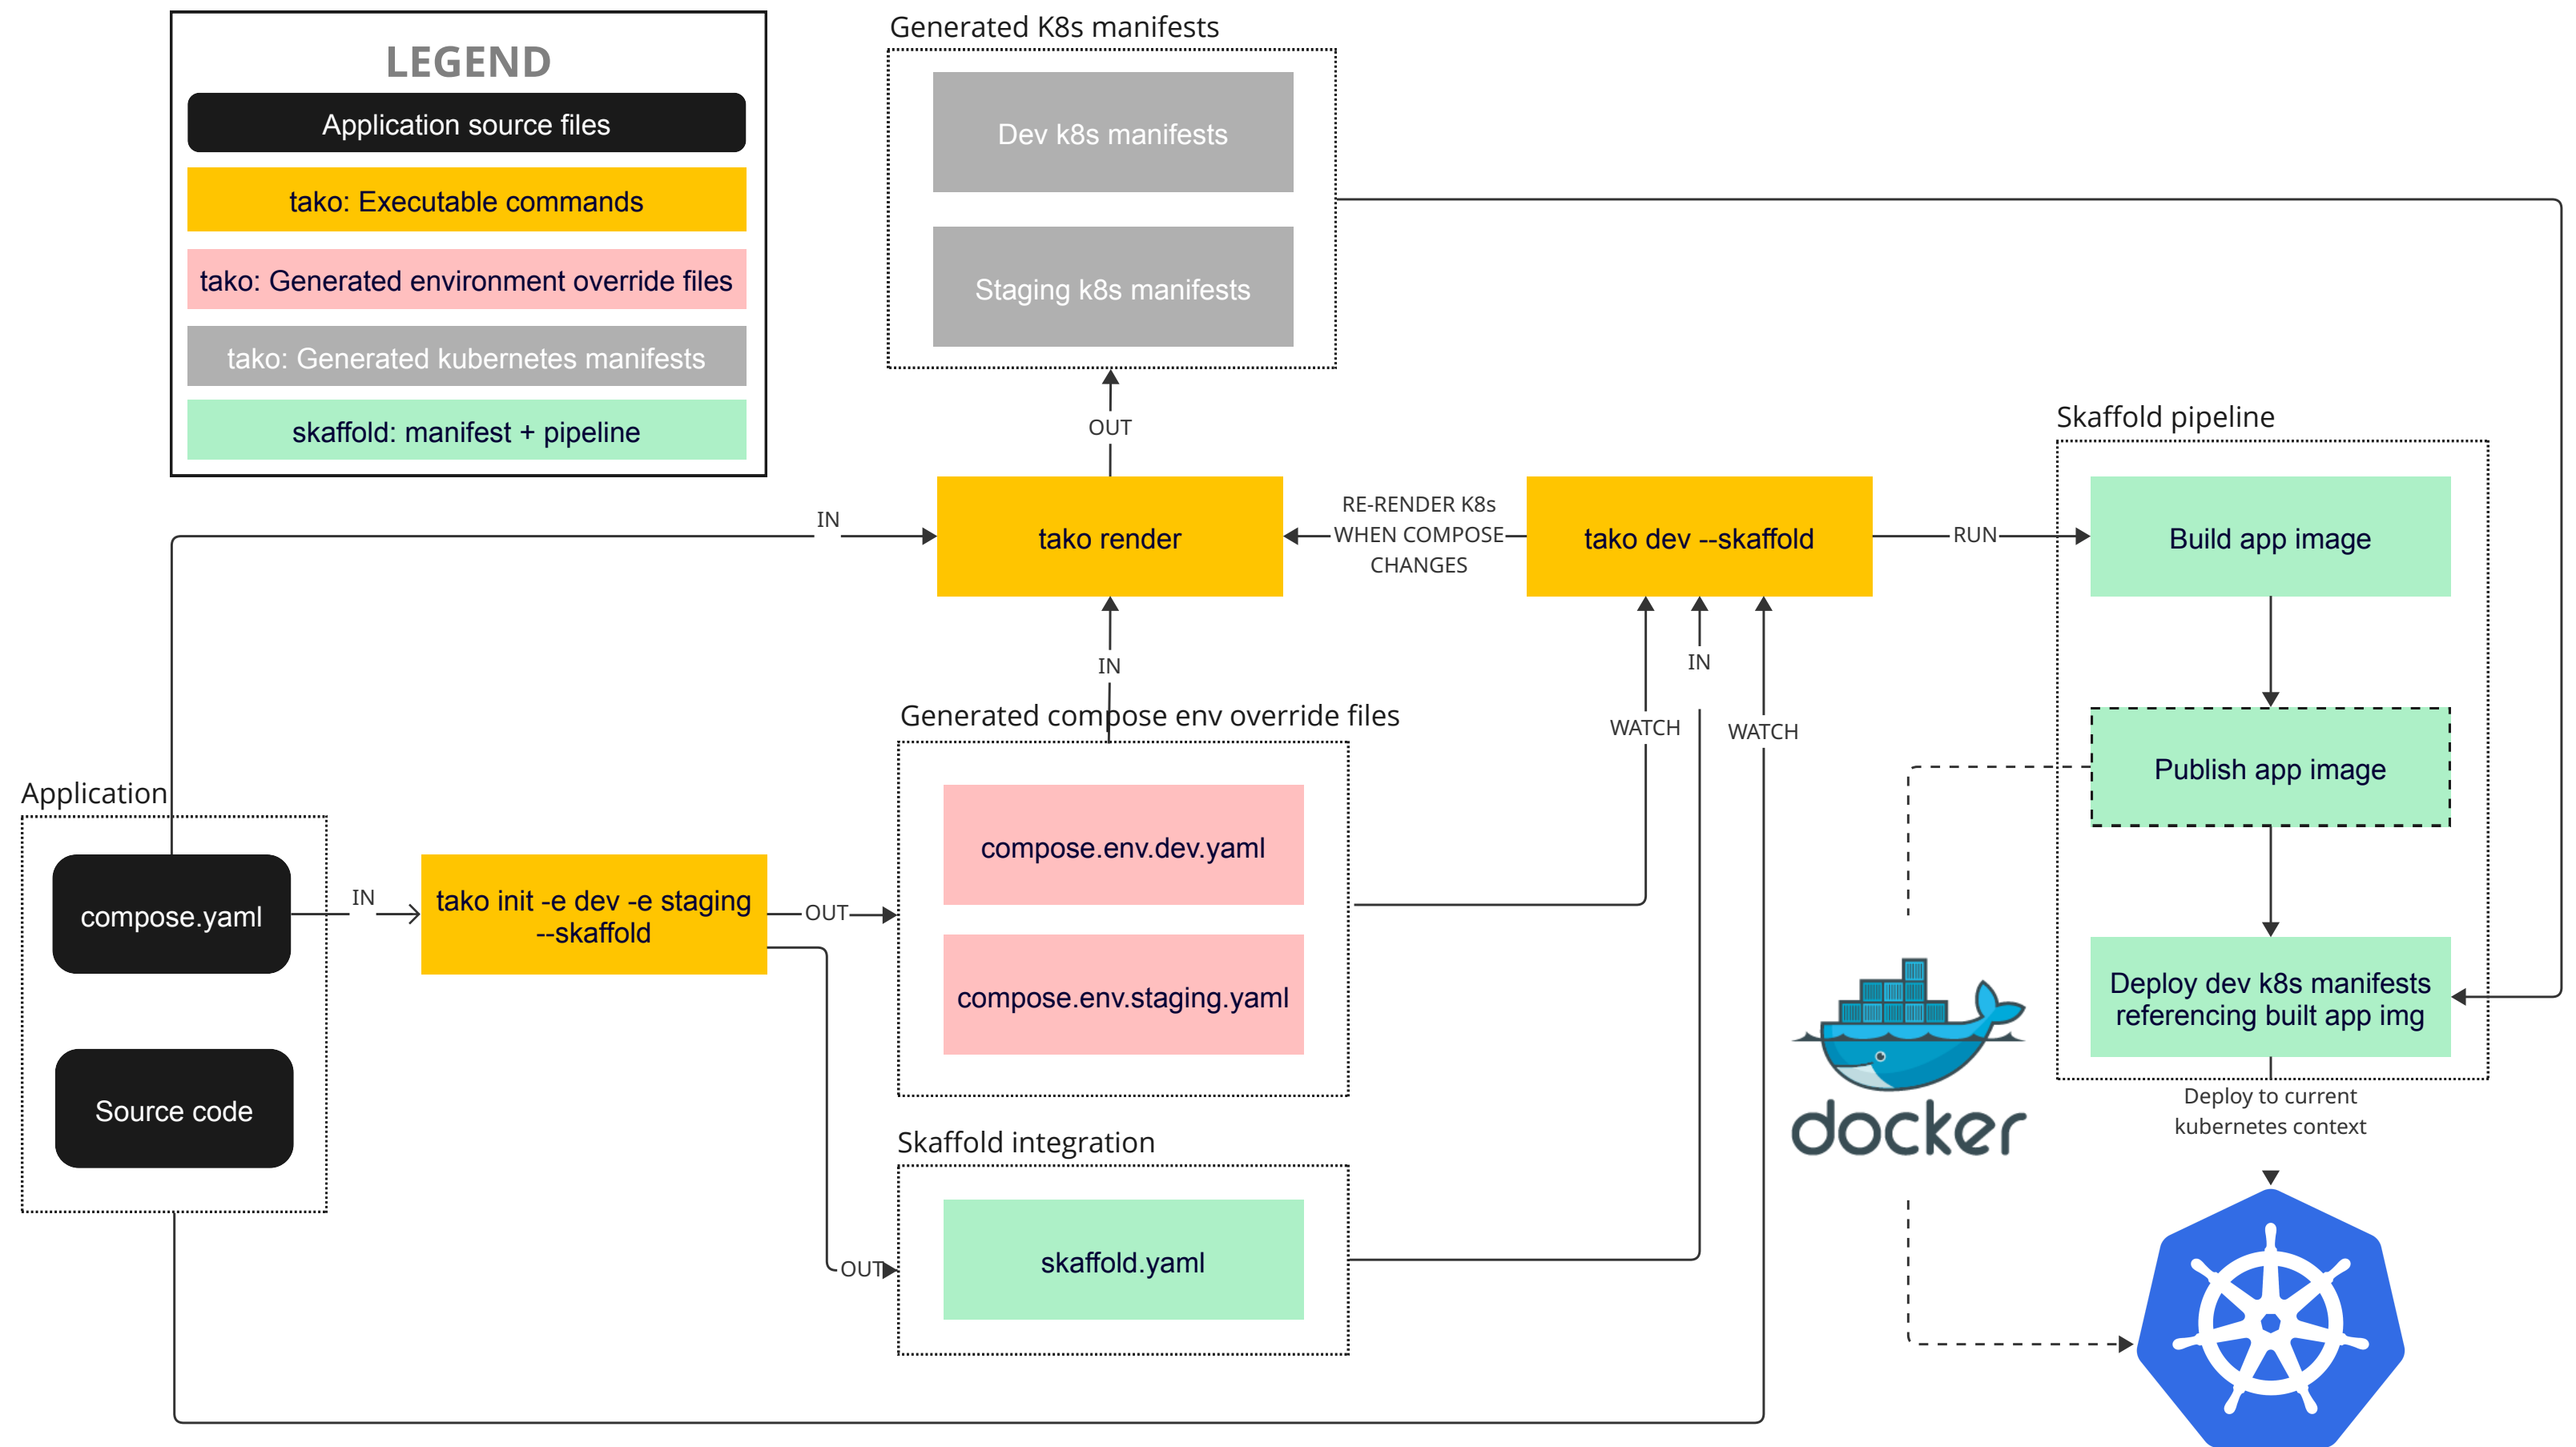 LEGEND
Application source files
tako: Executable commands
tako: Generated environment override files
tako: Generated kubernetes manifests
skaffold: manifest + pipeline
Generated K8s manifests
Dev k8s manifests
Staging k8s manifests
OUT
IN
tako render
RE-RENDER K8s
WHEN COMPOSE
CHANGES
tako dev --skaffold
RUN
Skaffold pipeline
Build app image
Publish app image
Deploy dev k8s manifests
referencing built app img
Deploy to current
kubernetes context
IN
IN
WATCH
WATCH
Generated compose env override files
compose.env.dev.yaml
compose.env.staging.yaml
Application
compose.yaml
Source code
IN
tako init -e dev -e staging
--skaffold
OUT
OUT
Skaffold integration
skaffold.yaml
docker